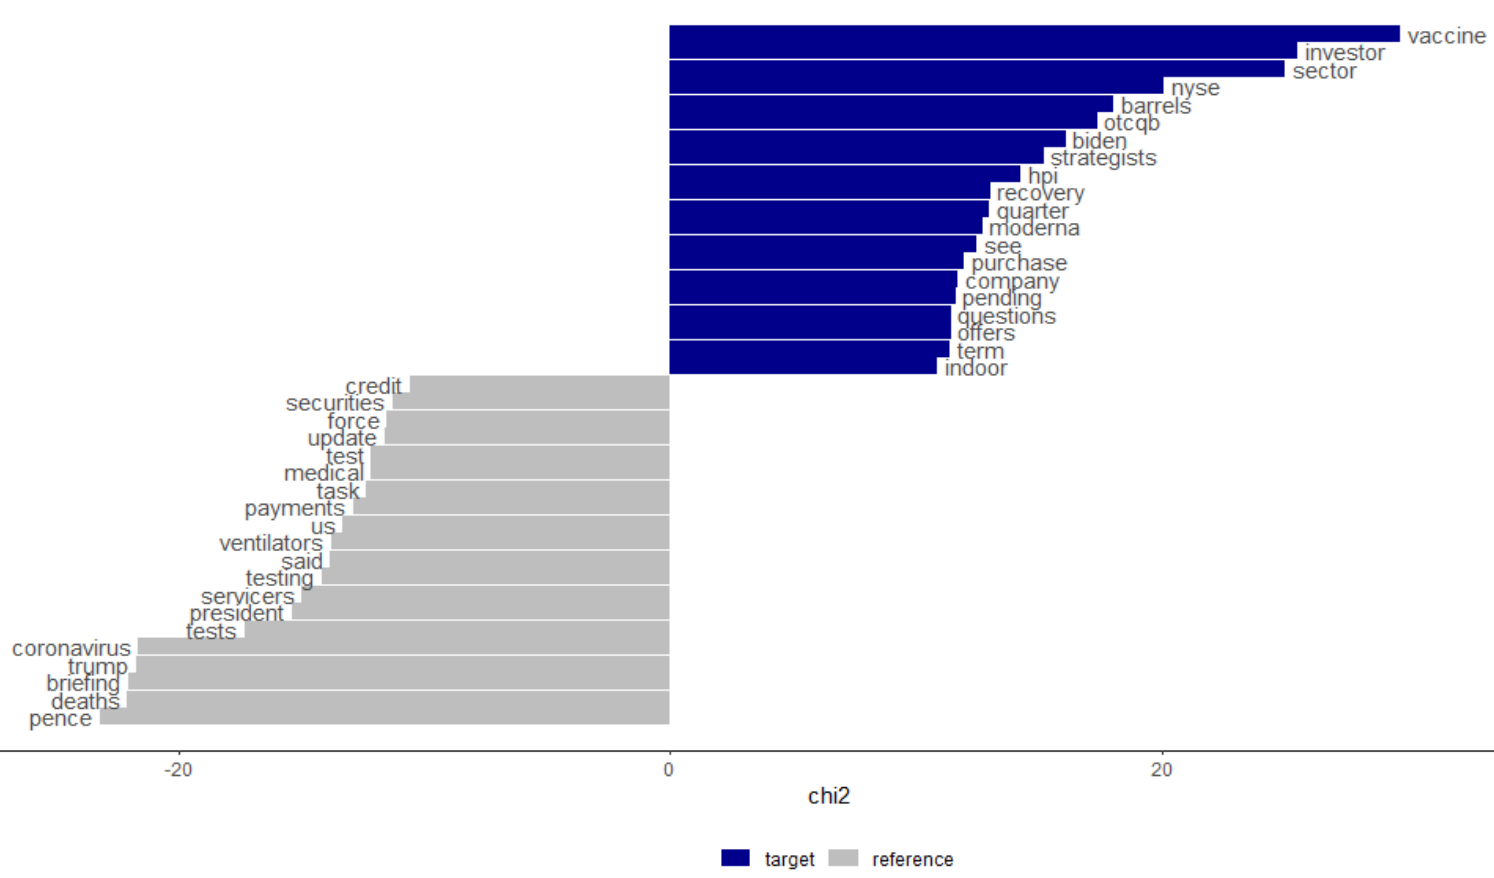 vaccine
investor
sector
nyse
barrels
otcqb
biden
strategists
hpi
recovery
quarter
moderna
see
purchase
company
pending
questions
offers
term
indoor
credit
securities
force
update
test
medical
task
payments
us
ventilators
said
testing
servicers
president
tests
coronavirus
trump
briefing
deaths
pence
-20 0 20
chi2
target reference